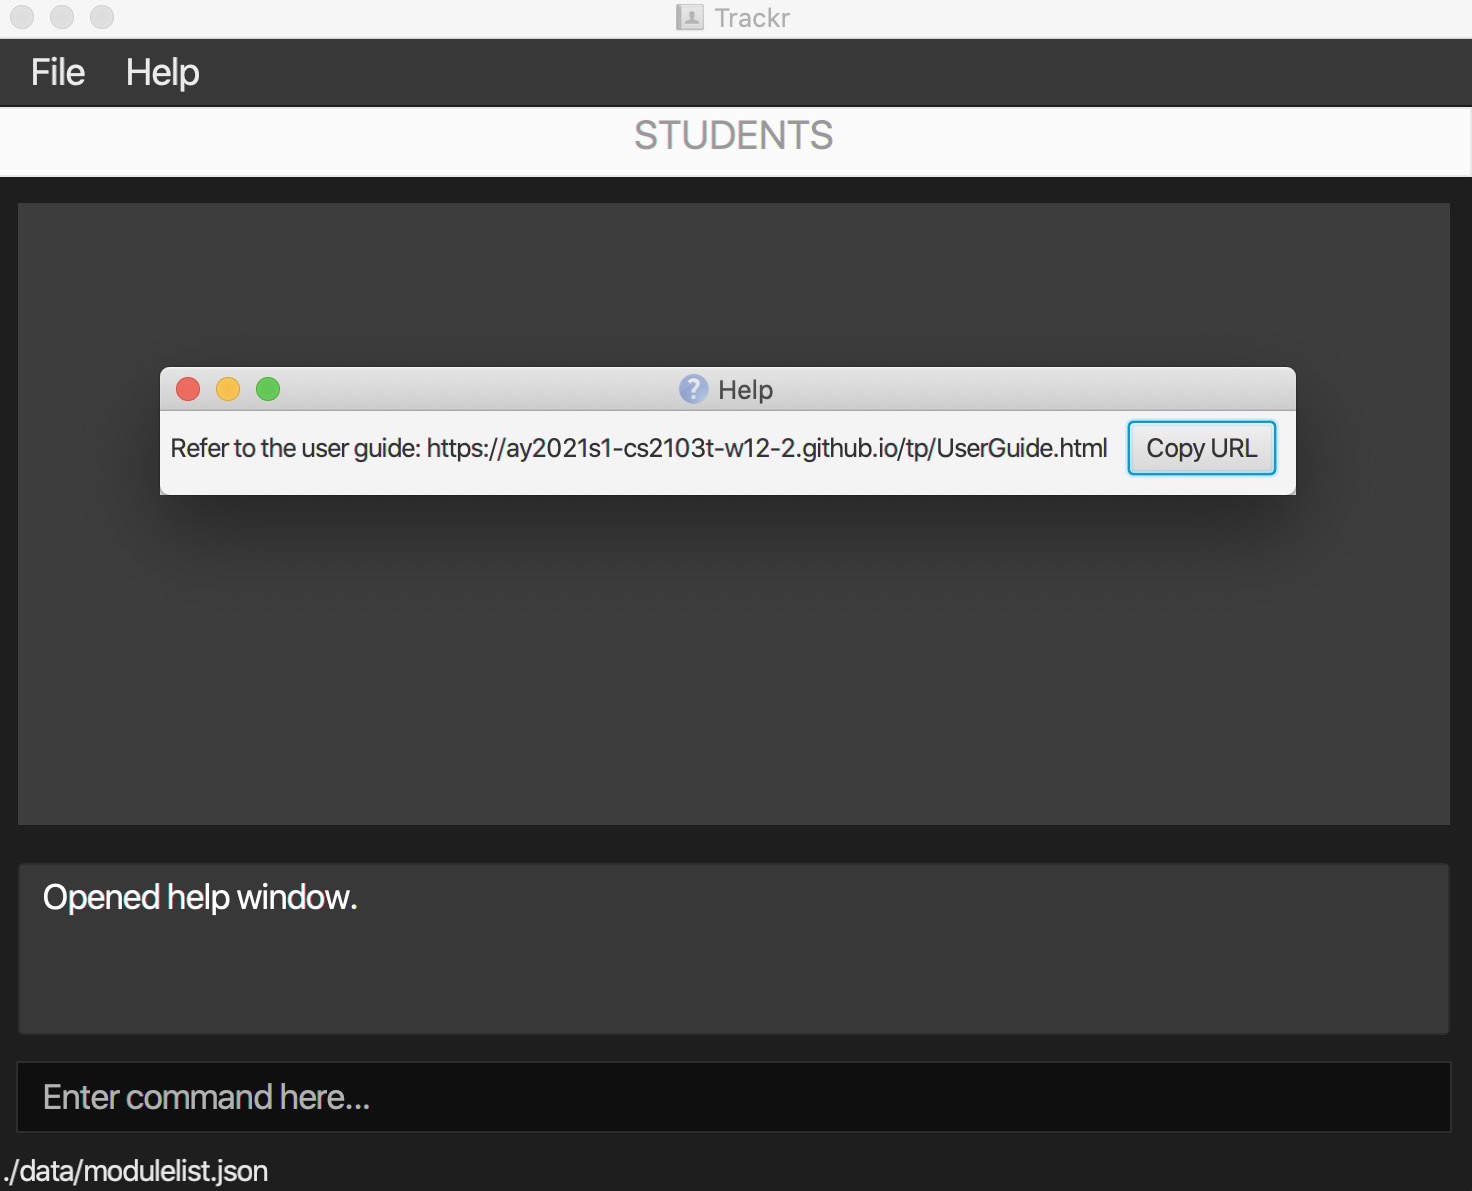 Trackr
File Help
STUDENTS
Help
Refer to the user guide: https://ay2021s1-cs2103t-w12-2.github.io/tp/UserGuide.html Copy URL
Opened help window.
Enter command here...
./data/modulelist.json